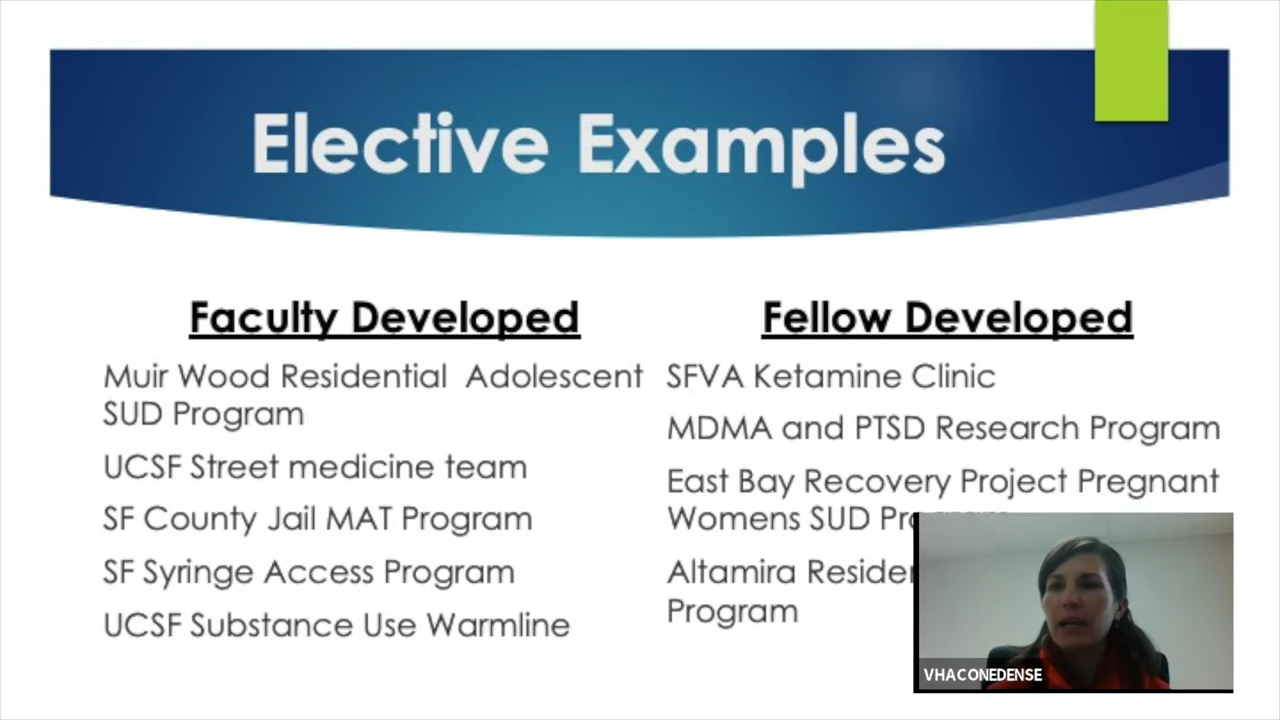 Elective Examples
Faculty Developed
Muir Wood Residential Adolescent
SUD Program
UCSF Street medicine team
SF County Jail MAT Program
SF Syringe Access Program
UCSF Substance Use Warmline
Fellow Developed
SFVA Ketamine Clinic
MDMA and PTSD Research Program
East Bay Recovery Project Pregnant
Womens SUD Program
Altamira
Program
VHACONEDENSE